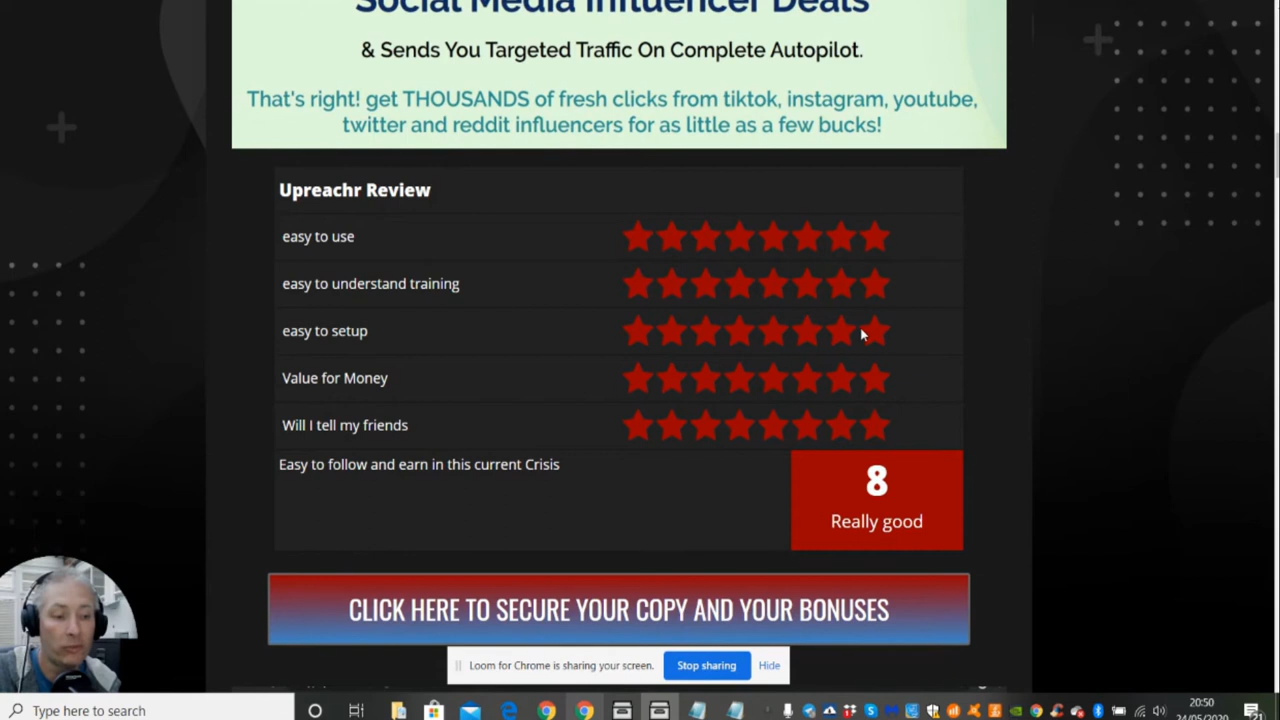 Social Media Influencer Deals
& Sends You Targeted Traffic On Complete Autopilot.
That's right! get THOUSANDS of fresh clicks from tiktok, instagram, youtube,
twitter and reddit influencers for as little as a few bucks!
Upreachr Review
easy to use
easy to understand training
easy to setup
Value for Money
Will I tell my friends
Easy to follow and earn in this current Crisis
8
Really good
CLICK HERE TO SECURE YOUR COPY AND YOUR BONUSES
Loom for Chrome is sharing your screen.
Stop sharing
Hide
Type here to search
20:50
24/05/2020
21